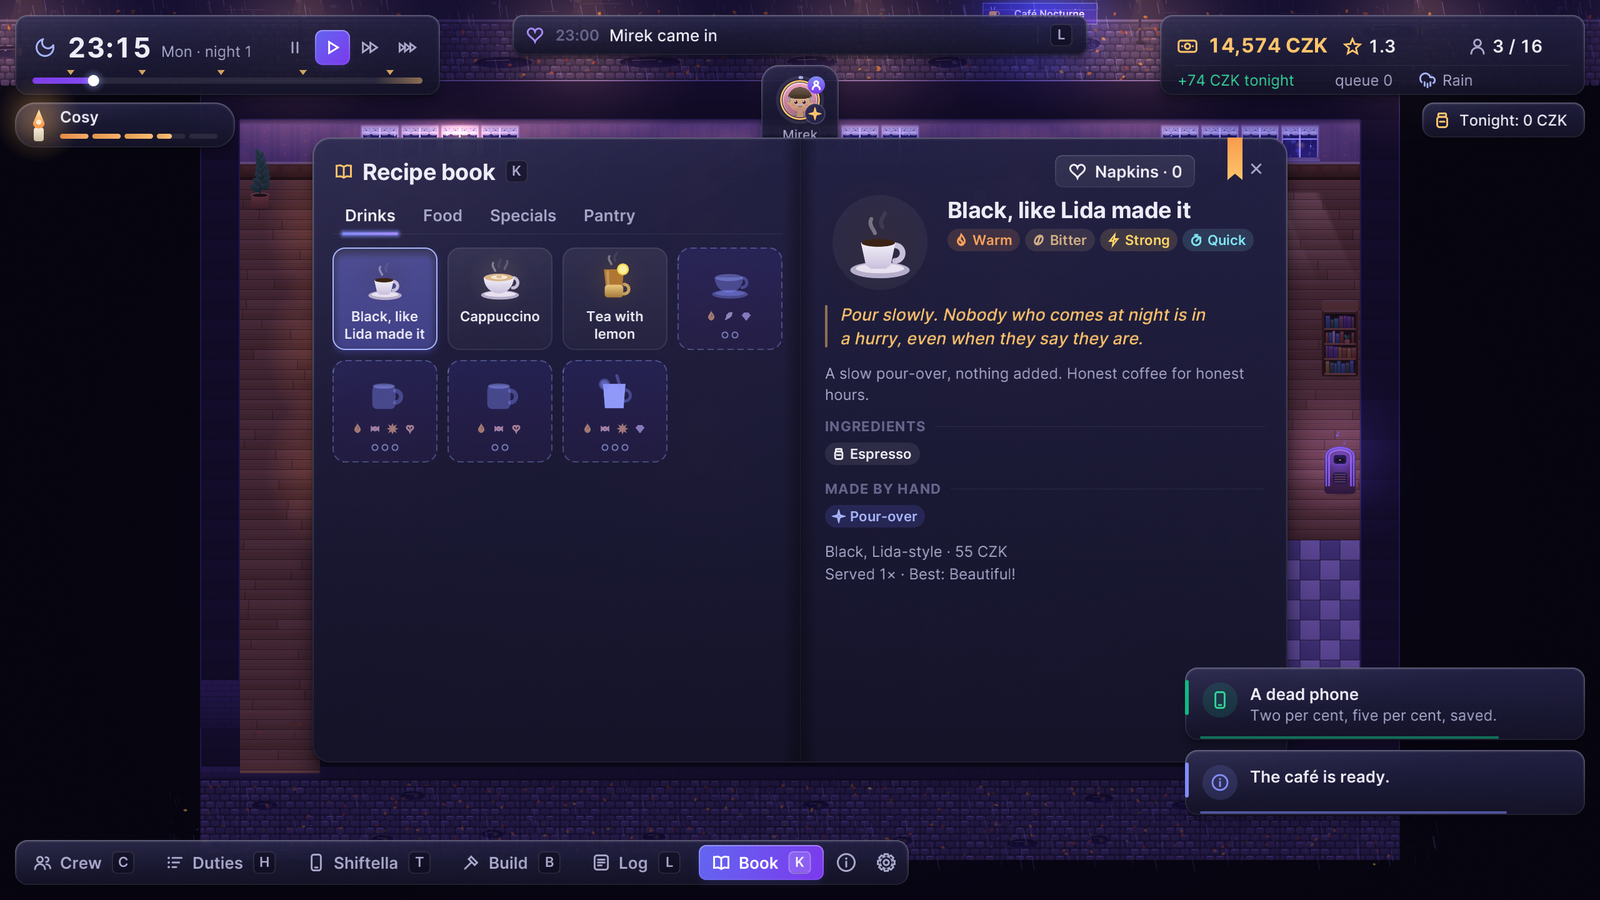 Café Nocturne
23:15 Mon · night 1
23:00 Mirek came in L
14,574 CZK 1.3 3 / 16
+74 CZK tonight queue 0 Rain
Cosy
Tonight: 0 CZK
Mirek
Recipe book K
Napkins · 0
Drinks Food Specials Pantry
Black, like
Lida made it
Cappuccino
Tea with
lemon
Black, like Lida made it
Warm Bitter Strong Quick
Pour slowly. Nobody who comes at night is in
a hurry, even when they say they are.
A slow pour-over, nothing added. Honest coffee for honest
hours.
INGREDIENTS
Espresso
MADE BY HAND
Pour-over
Black, Lida-style · 55 CZK
Served 1× · Best: Beautiful!
A dead phone
Two per cent, five per cent, saved.
The café is ready.
Crew C Duties H Shiftella T Build B Log L Book K